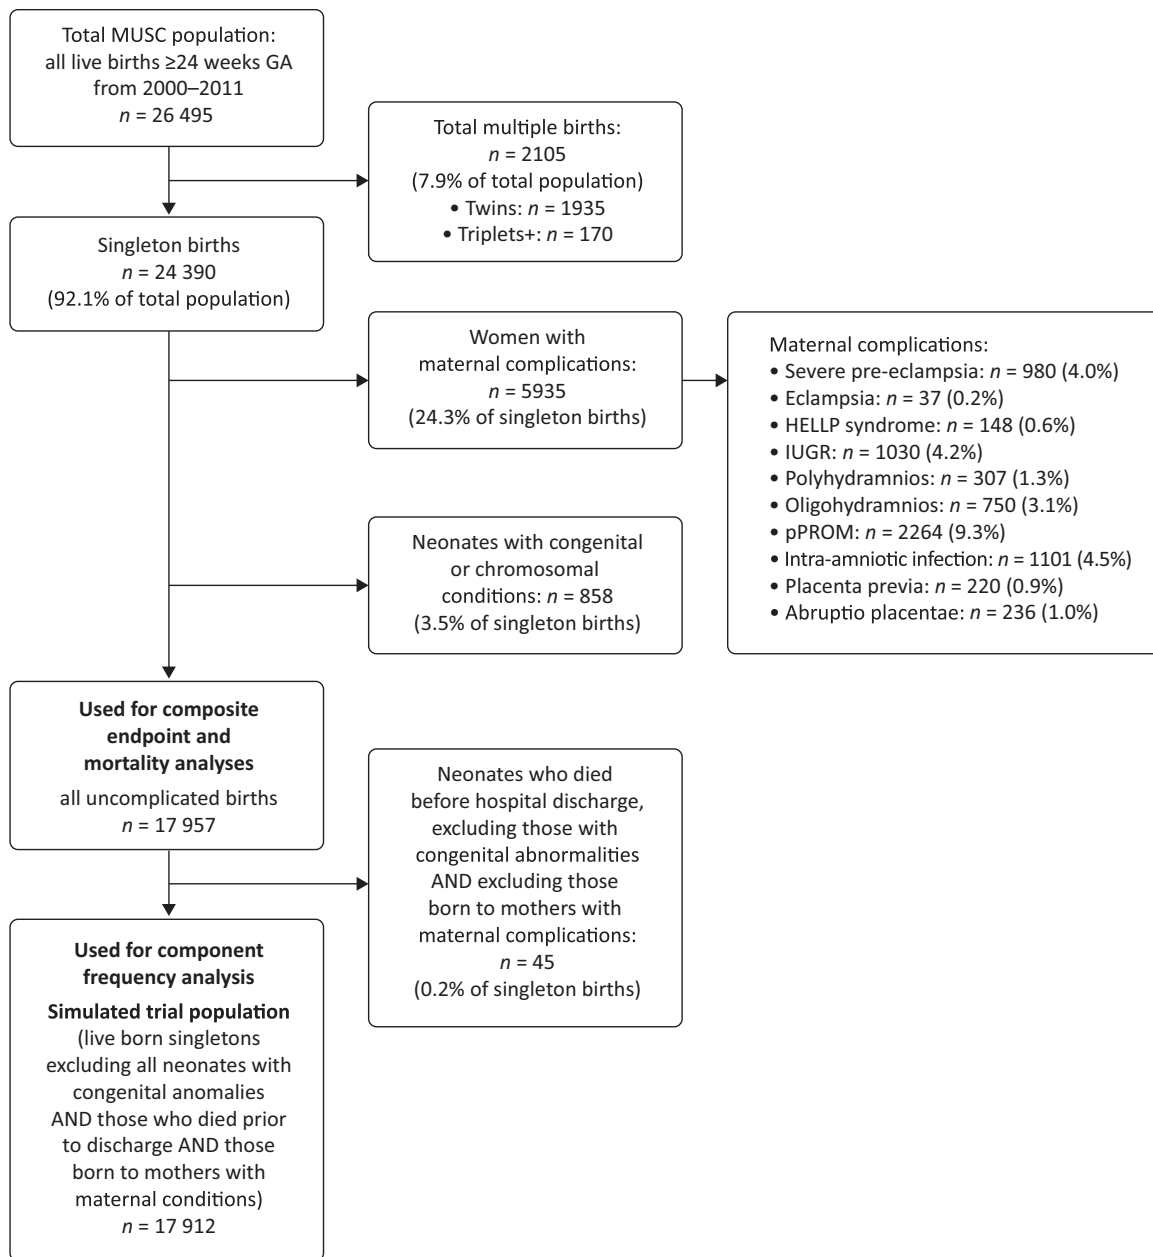 Total MUSC population:
all live births ≥24 weeks GA
from 2000–2011
n = 26 495
Total multiple births:
n = 2105
(7.9% of total population)
• Twins: n = 1935
• Triplets+: n = 170
Singleton births
n = 24 390
(92.1% of total population)
Women with
maternal complications:
n = 5935
(24.3% of singleton births)
Maternal complications:
• Severe pre-eclampsia: n = 980 (4.0%)
• Eclampsia: n = 37 (0.2%)
• HELLP syndrome: n = 148 (0.6%)
• IUGR: n = 1030 (4.2%)
• Polyhydramnios: n = 307 (1.3%)
• Oligohydramnios: n = 750 (3.1%)
• pPROM: n = 2264 (9.3%)
• Intra-amniotic infection: n = 1101 (4.5%)
• Placenta previa: n = 220 (0.9%)
• Abruptio placentae: n = 236 (1.0%)
Neonates with congenital
or chromosomal
conditions: n = 858
(3.5% of singleton births)
Used for composite
endpoint and
mortality analyses
all uncomplicated births
n = 17 957
Neonates who died
before hospital discharge,
excluding those with
congenital abnormalities
AND excluding those
born to mothers with
maternal complications:
n = 45
(0.2% of singleton births)
Used for component
frequency analysis
Simulated trial population
(live born singletons
excluding all neonates with
congenital anomalies
AND those who died prior
to discharge AND those
born to mothers with
maternal conditions)
n = 17 912